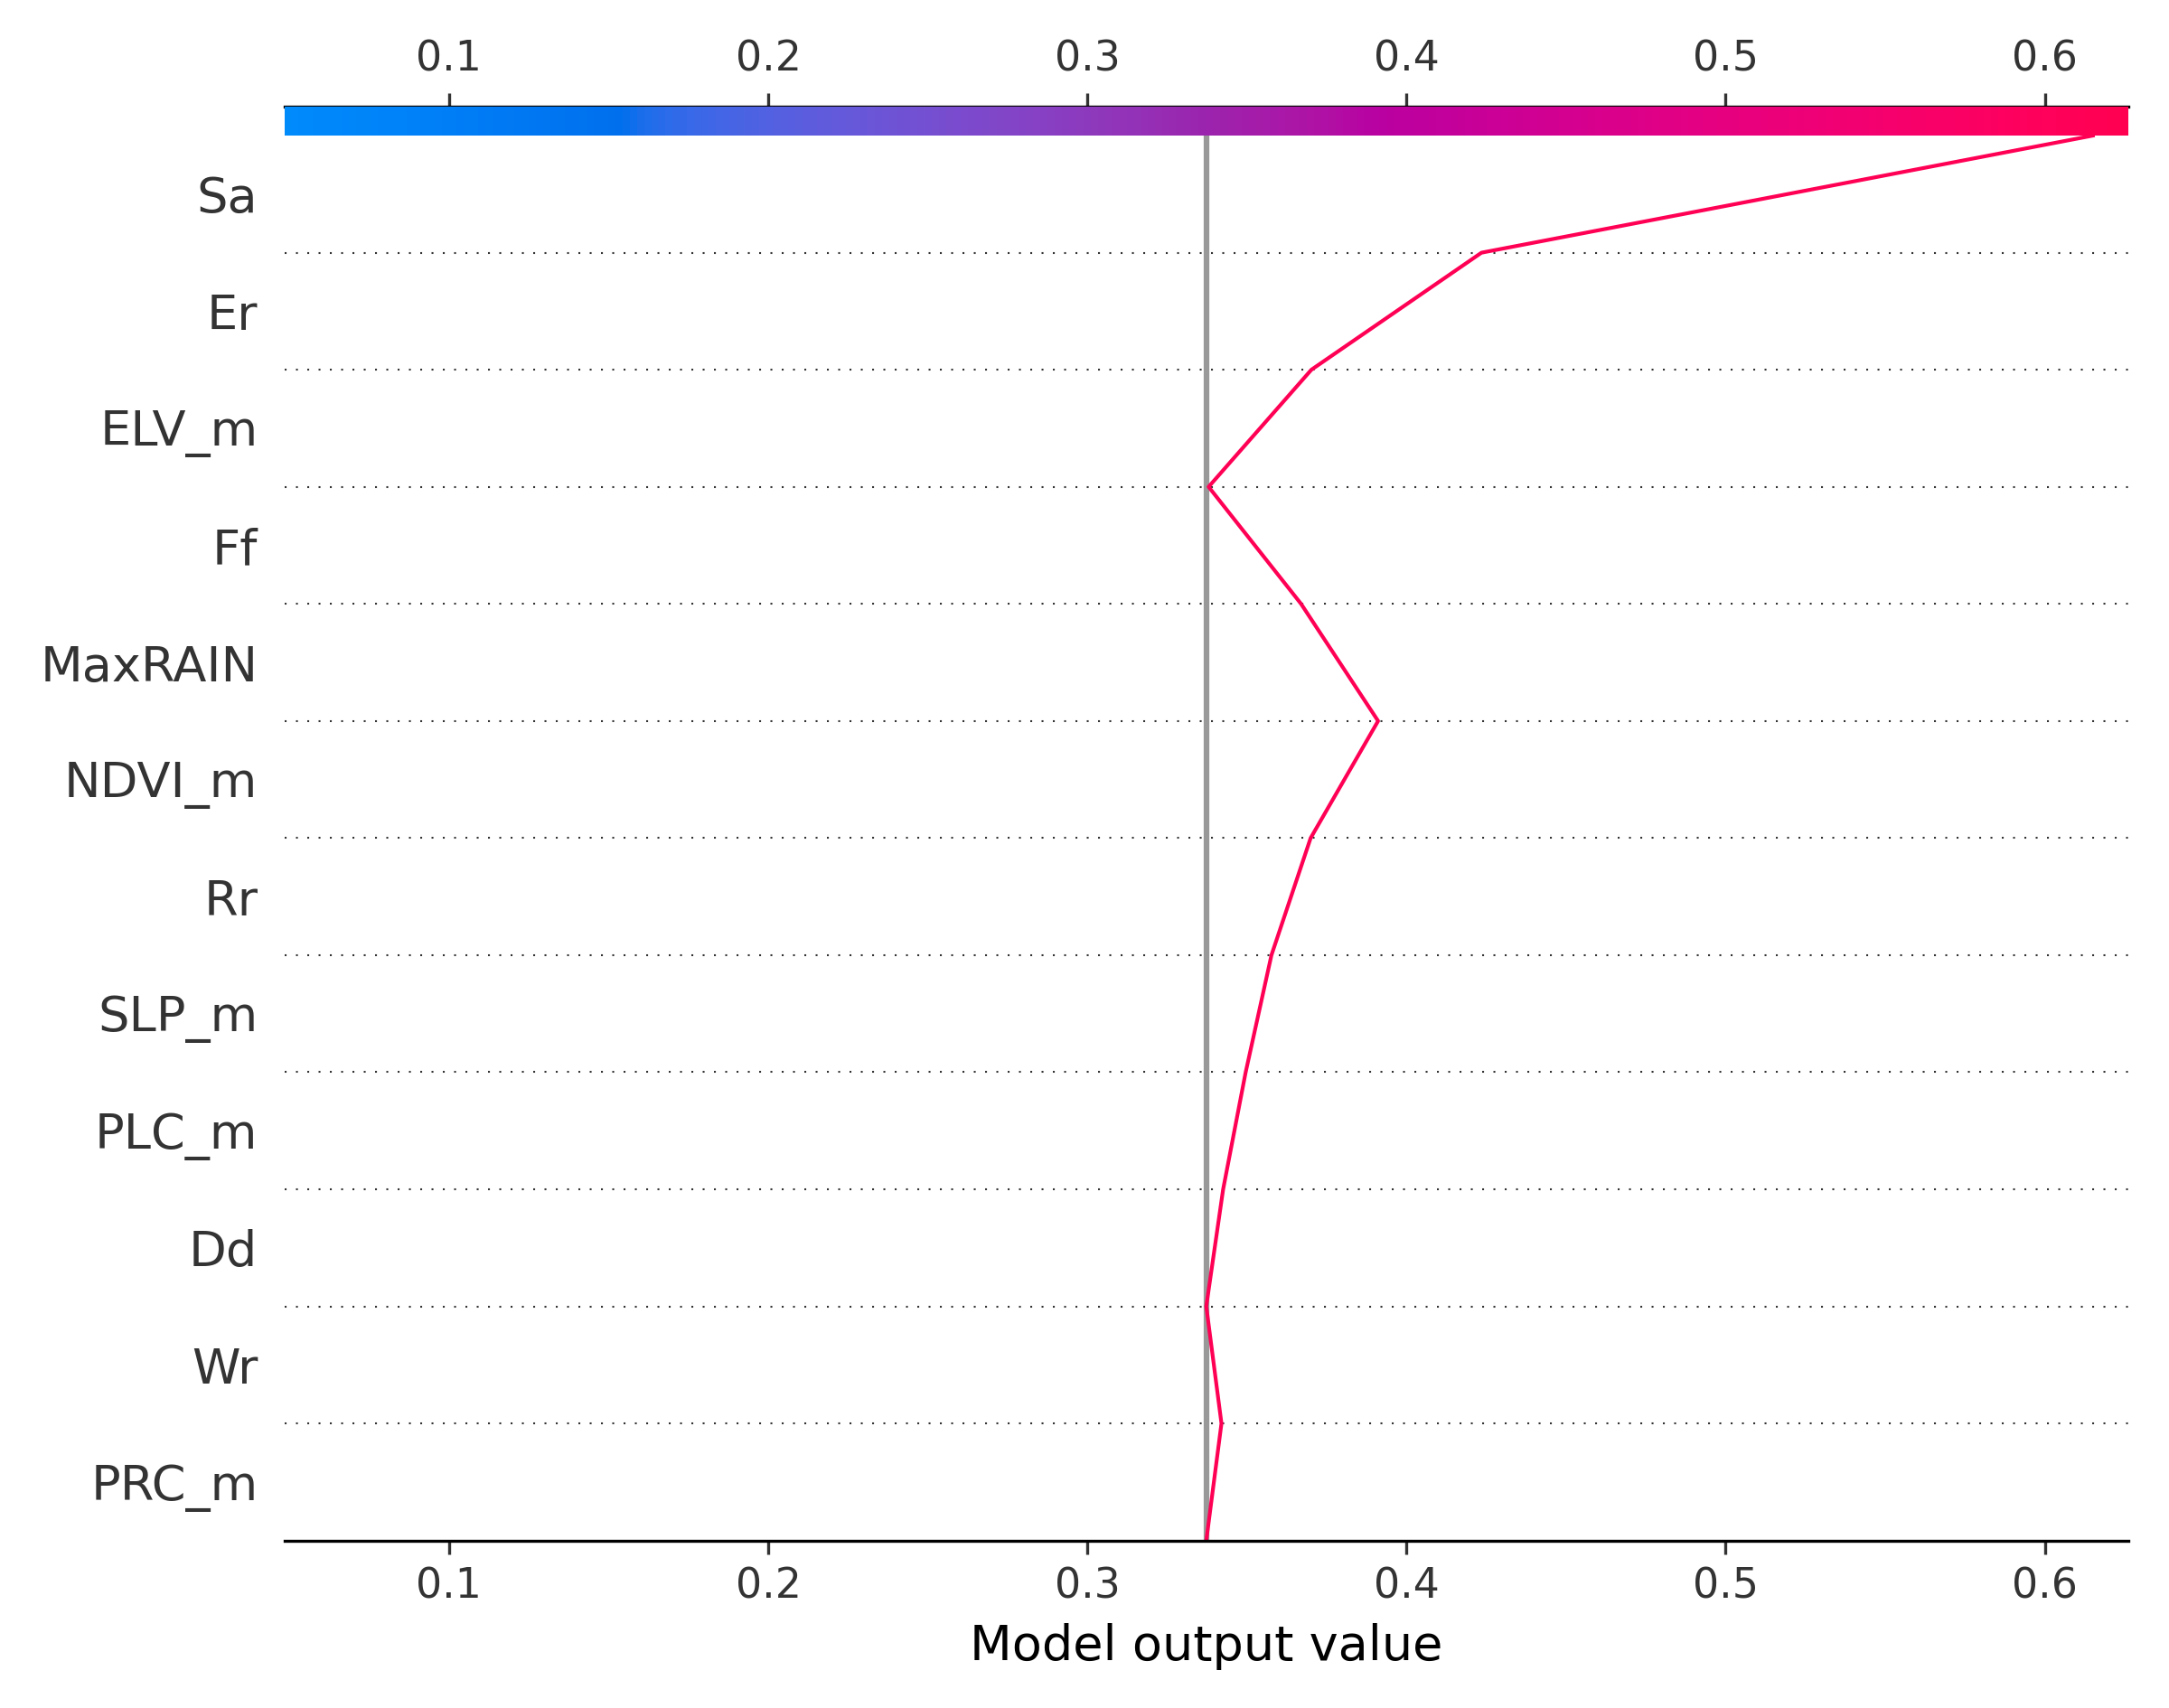 0.1 0.2 0.3 0.4 0.5 0.6
Sa
Er
ELV_m
Ff
MaxRAIN
NDVI_m
Rr
SLP_m
PLC_m
Dd
Wr
PRC_m
0.1 0.2 0.3 0.4 0.5 0.6
Model output value